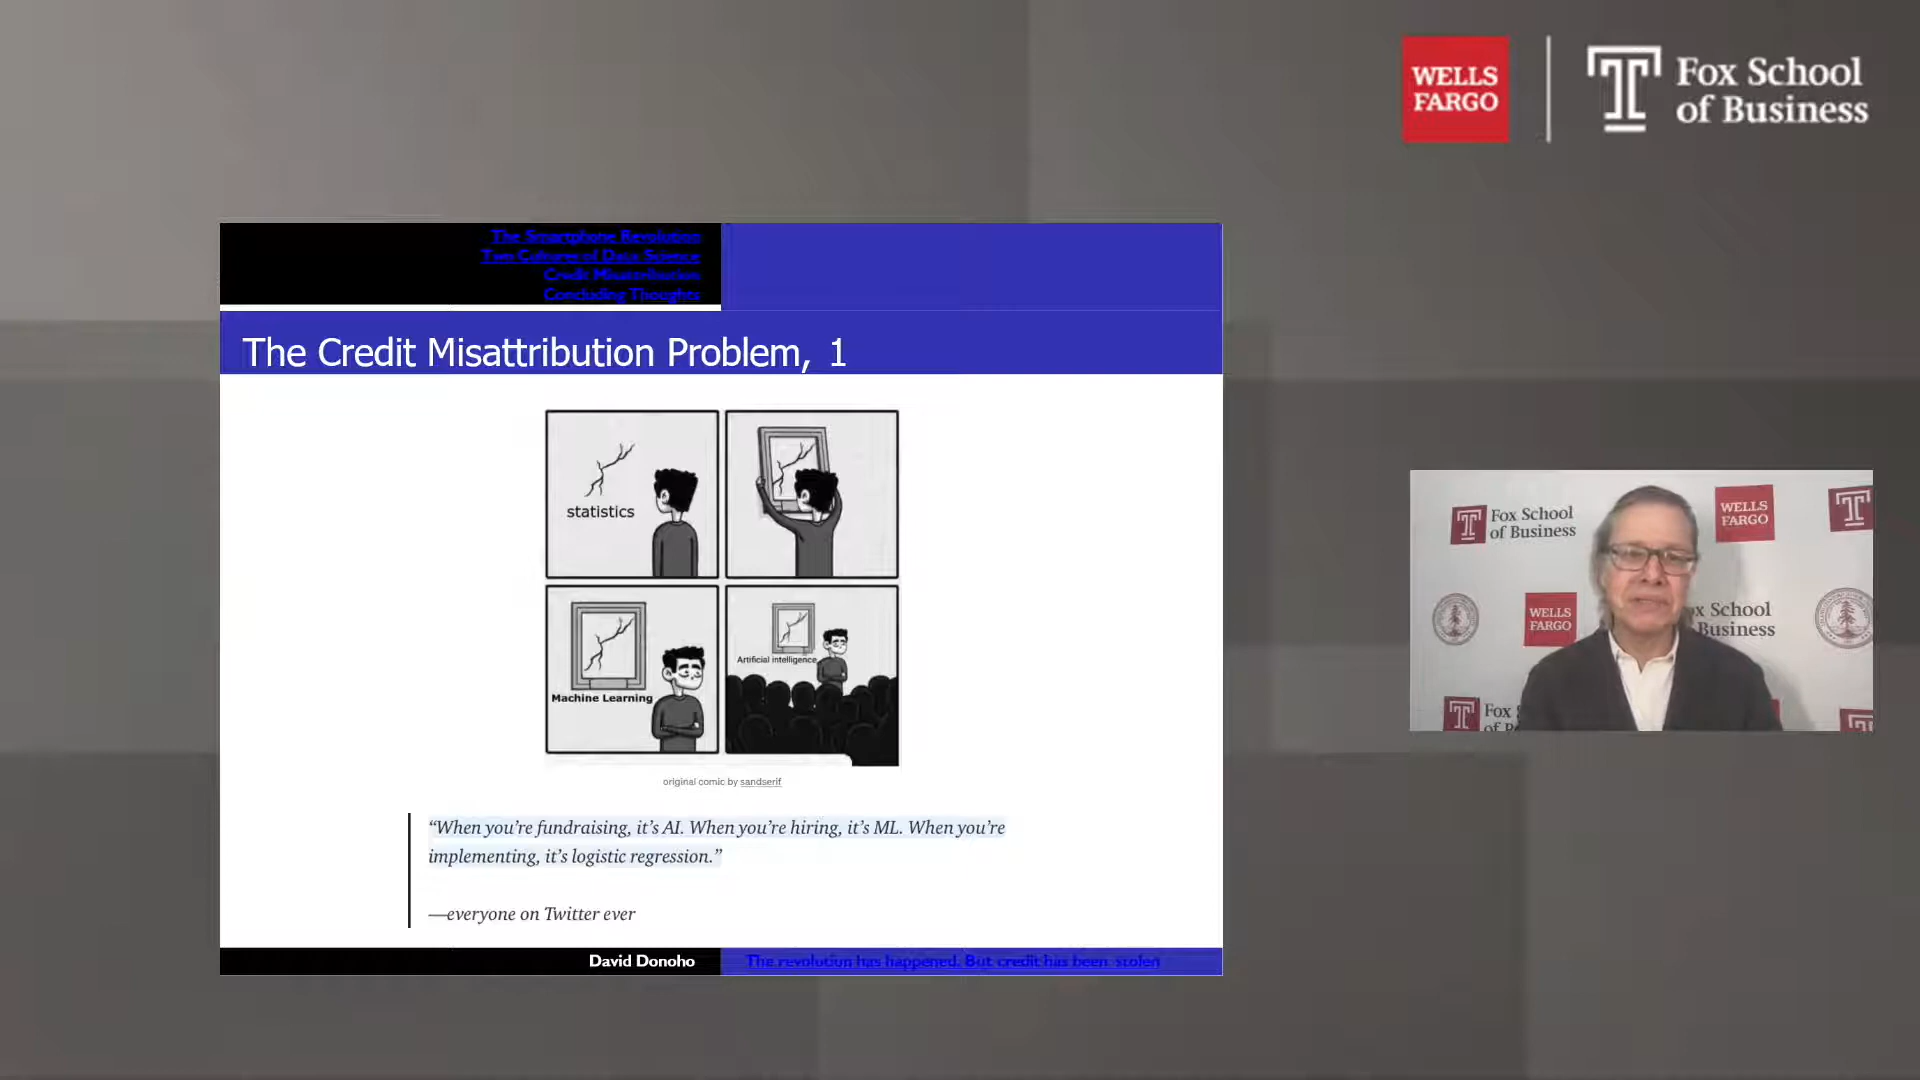 WELLS
FARGO
Fox School
of Business
The Smartphone Revolution
Two Cultures of Data Science
Credit Misattribution
Concluding Thoughts
The Credit Misattribution Problem, 1
statistics
Machine Learning
Artificial intelligence
original comic by sandserif
“When you’re fundraising, it’s AI. When you’re hiring, it’s ML. When you’re
implementing, it’s logistic regression.”
—everyone on Twitter ever
David Donoho
The revolution has happened. But credit has been stolen
Fox School
of Business
WELLS
FARGO
WELLS
FARGO
School
Business
Fox